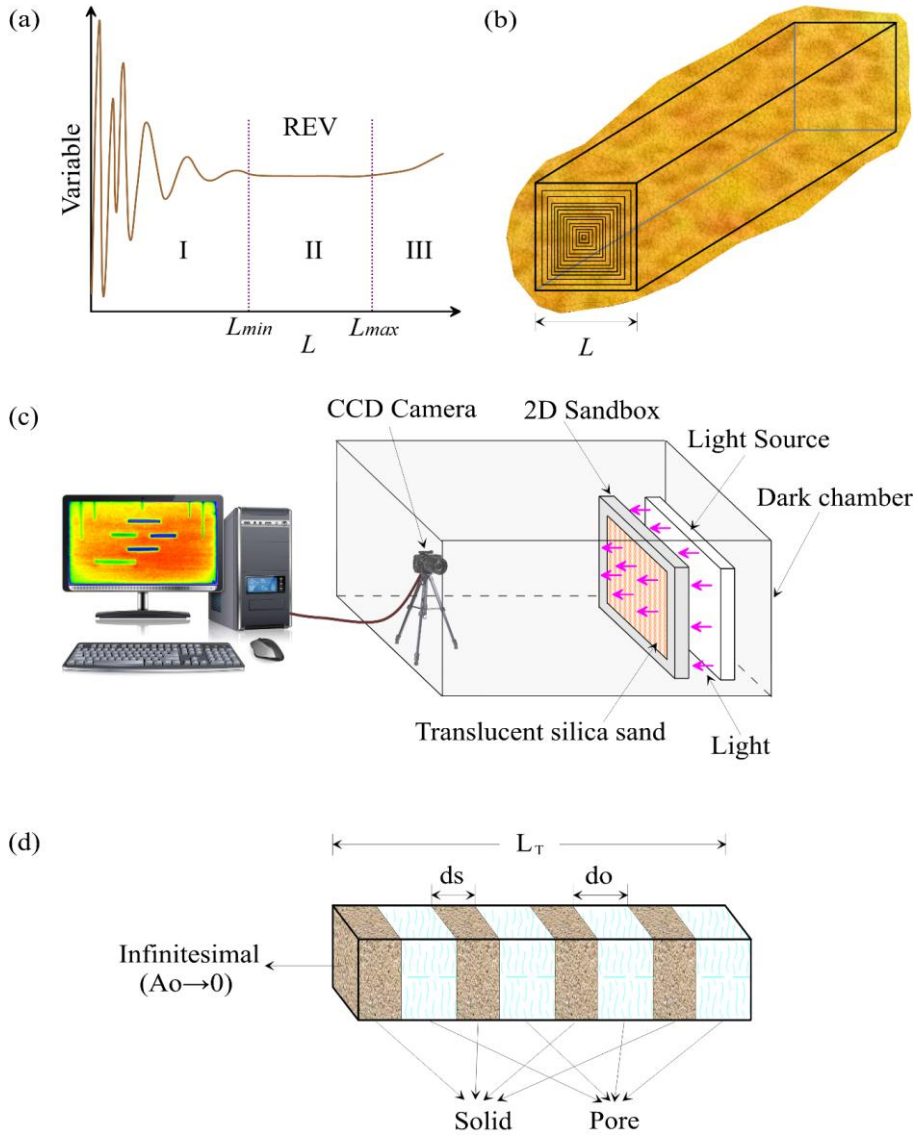 (a)
Variable
REV
I
II
III
Lmin
Lmax
L
(b)
L
(c)
CCD Camera
2D Sandbox
Light Source
Dark chamber
Translucent silica sand
Light
(d)
LT
ds
do
Infinitesimal
(Ao→0)
Solid
Pore